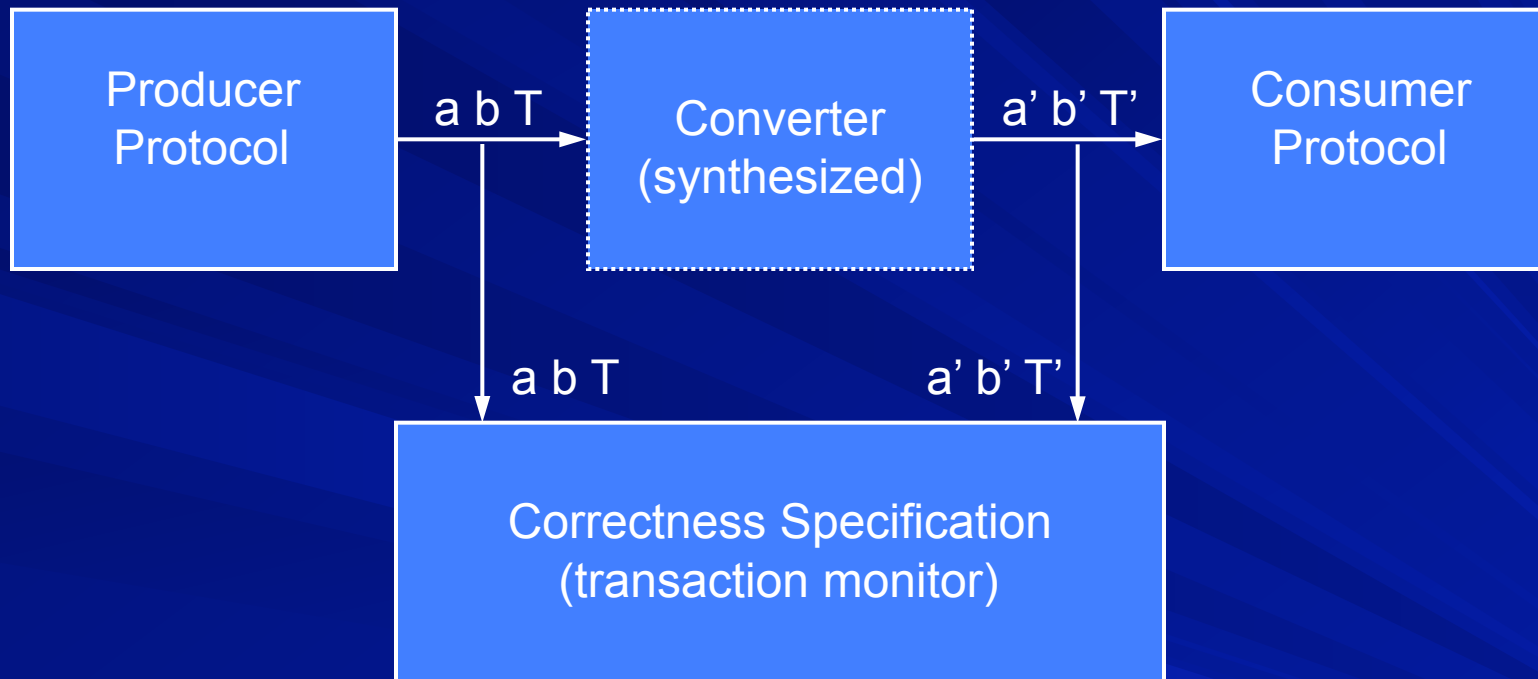 Producer
Protocol
a b T
Converter
(synthesized)
a’ b’ T’
Consumer
Protocol
a b T
a’ b’ T’
Correctness Specification
(transaction monitor)